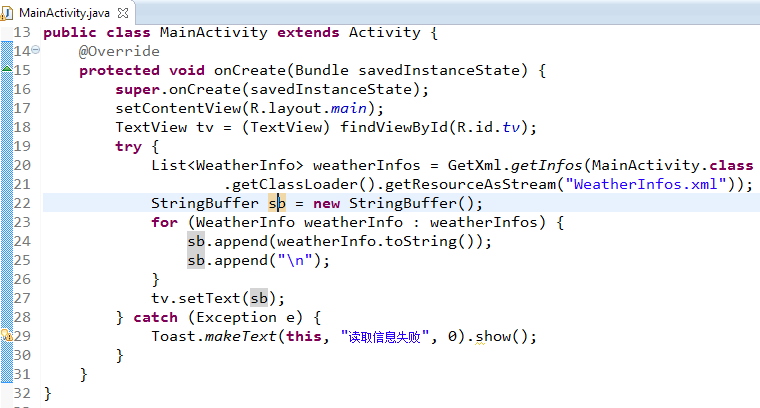 MainActivity.java
13 public class MainActivity extends Activity {
14 @Override
15 protected void onCreate(Bundle savedInstanceState) {
16 super.onCreate(savedInstanceState);
17 setContentView(R.layout.main);
18 TextView tv = (TextView) findViewById(R.id.tv);
19 try {
20 List<WeatherInfo> weatherInfos = GetXml.getInfos(MainActivity.class
21 .getClassLoader().getResourceAsStream("WeatherInfos.xml"));
22 StringBuffer sb = new StringBuffer();
23 for (WeatherInfo weatherInfo : weatherInfos) {
24 sb.append(weatherInfo.toString());
25 sb.append("\n");
26 }
27 tv.setText(sb);
28 } catch (Exception e) {
29 Toast.makeText(this, "读取信息失败", 0).show();
30 }
31 }
32 }